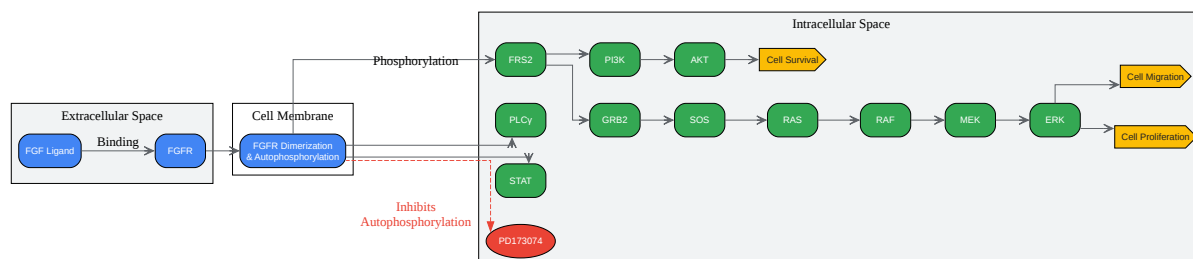 Intracellular Space
Phosphorylation
FRS2
PI3K
AKT
Cell Survival
Cell Migration
Extracellular Space
Cell Membrane
PLCγ
GRB2
SOS
RAS
RAF
MEK
ERK
Cell Proliferation
FGF Ligand
Binding
FGFR
FGFR Dimerization
& Autophosphorylation
STAT
Inhibits
Autophosphorylation
PD173074